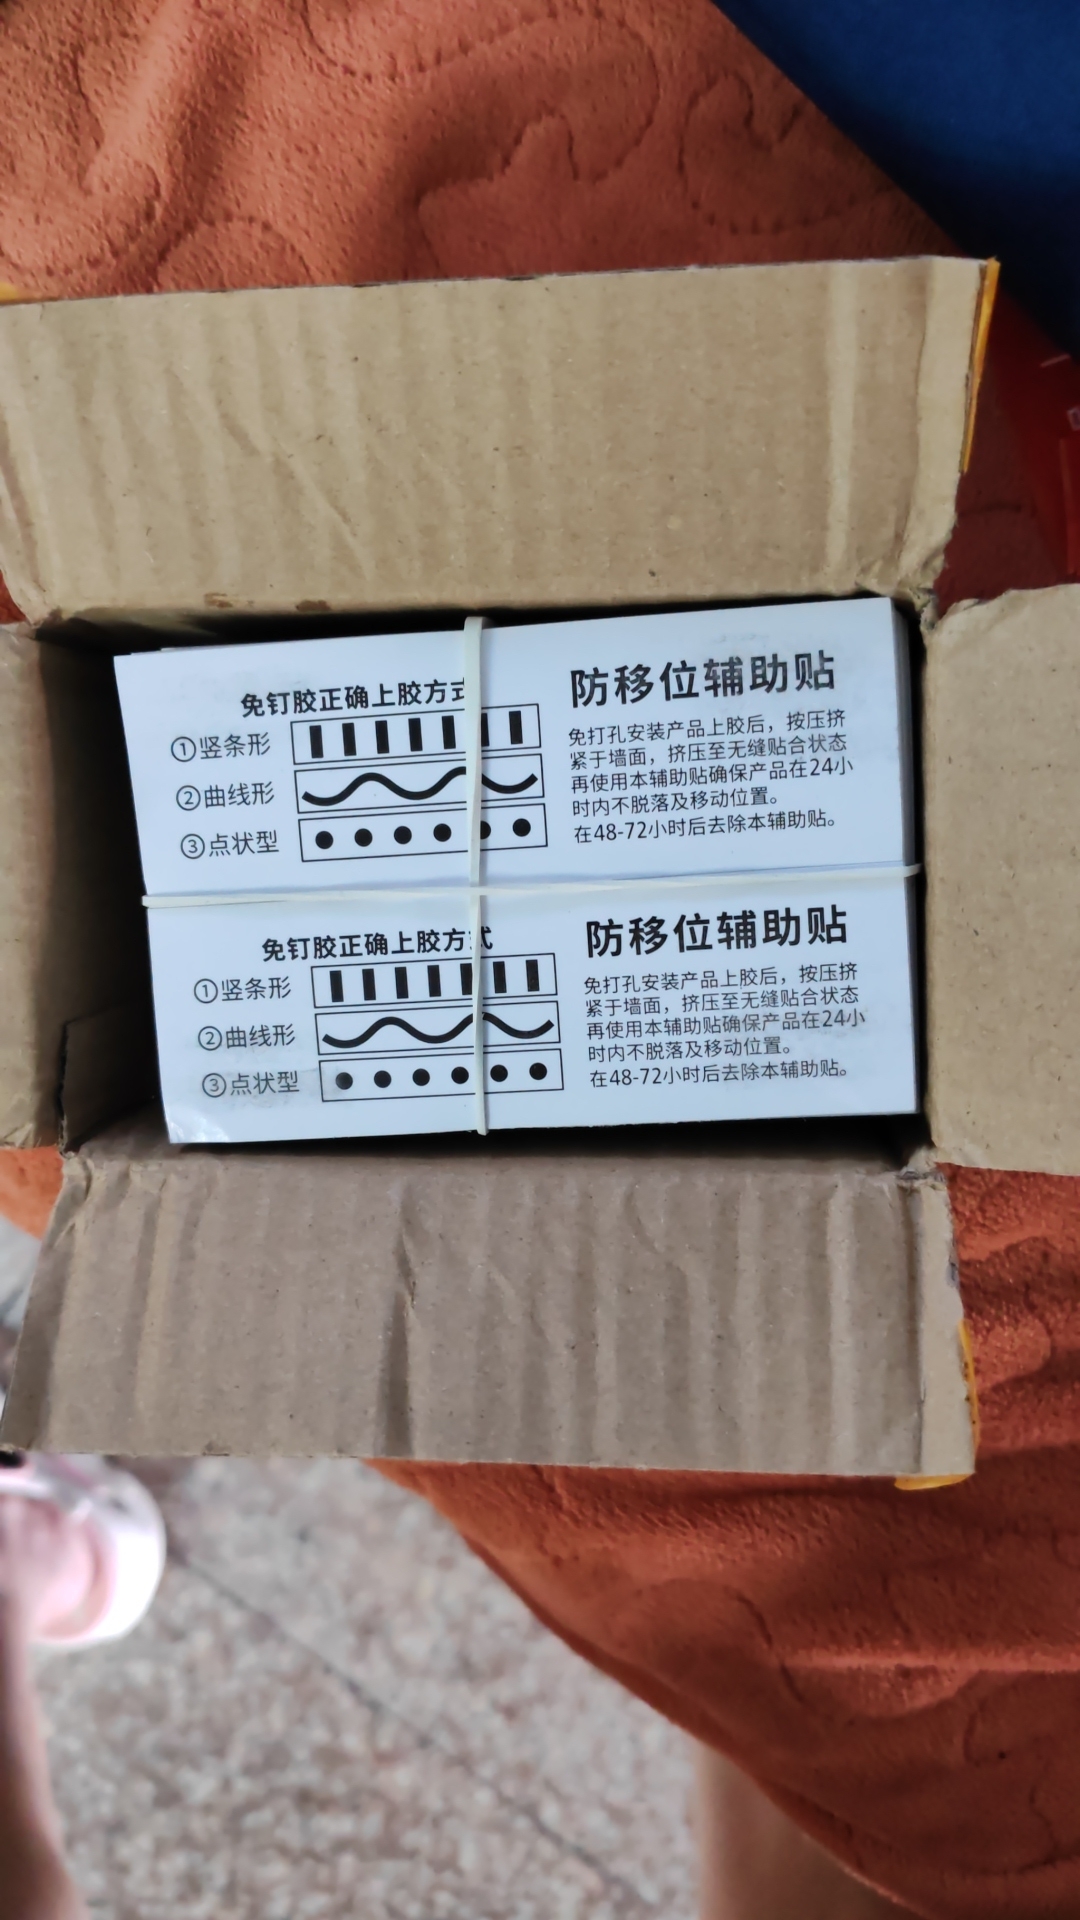 免钉胶正确上胶方式
①竖条形
②曲线形
③点状型
防移位辅助贴
免打孔安装产品上胶后，按压挤
紧于墙面，挤压至无缝贴合状态
再使用本辅助贴确保产品在24小
时内不脱落及移动位置。
在48-72小时后去除本辅助贴。
免钉胶正确上胶方式
①竖条形
②曲线形
③点状型
防移位辅助贴
免打孔安装产品上胶后，按压挤
紧于墙面，挤压至无缝贴合状态
再使用本辅助贴确保产品在24小
时内不脱落及移动位置。
在48-72小时后去除本辅助贴。